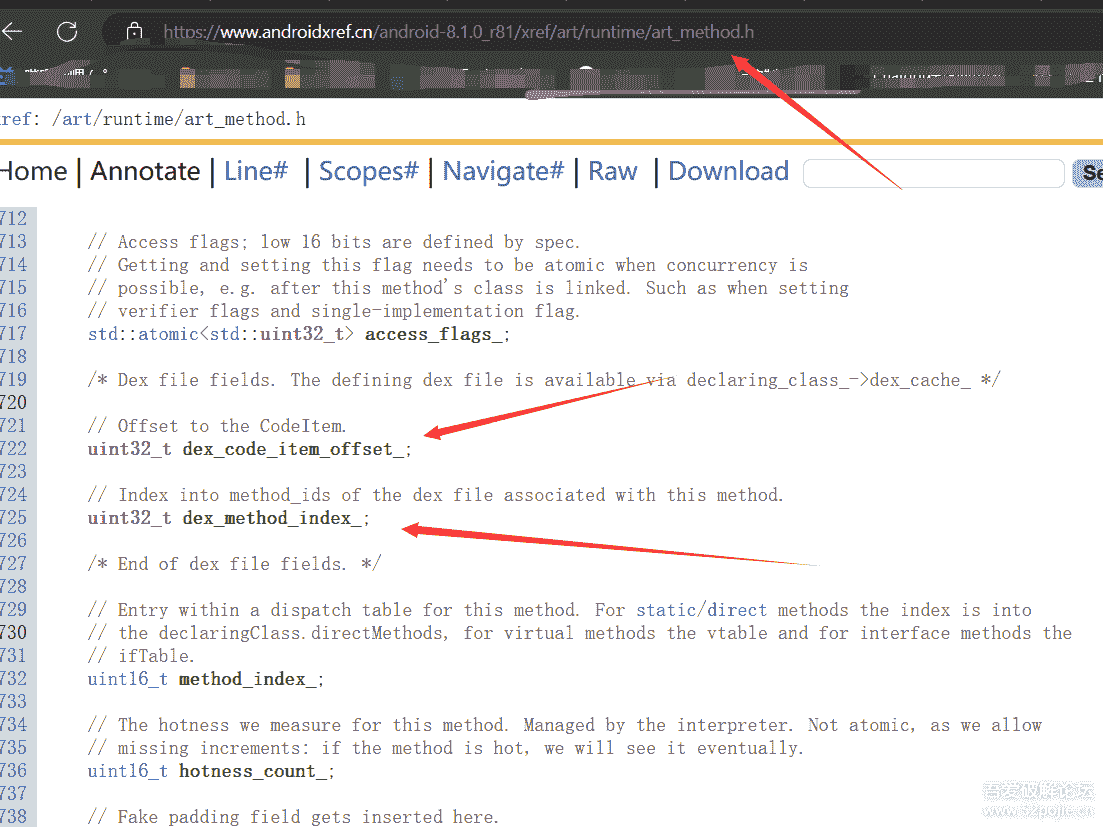 https://www.androidxref.cn/android-8.1.0_r81/xref/art/runtime/art_method.h
xref: /art/runtime/art_method.h
Home | Annotate | Line# | Scopes# | Navigate# | Raw | Download Se
712
713 // Access flags; low 16 bits are defined by spec.
714 // Getting and setting this flag needs to be atomic when concurrency is
715 // possible, e.g. after this method's class is linked. Such as when setting
716 // verifier flags and single-implementation flag.
717 std::atomic<std::uint32_t> access_flags_;
718
719 /* Dex file fields. The defining dex file is available via declaring_class_->dex_cache_ */
720
721 // Offset to the CodeItem.
722 uint32_t dex_code_item_offset_;
723
724 // Index into method_ids of the dex file associated with this method.
725 uint32_t dex_method_index_;
726
727 /* End of dex file fields. */
728
729 // Entry within a dispatch table for this method. For static/direct methods the index is into
730 // the declaringClass.directMethods, for virtual methods the vtable and for interface methods the
731 // ifTable.
732 uint16_t method_index_;
733
734 // The hotness we measure for this method. Managed by the interpreter. Not atomic, as we allow
735 // missing increments: if the method is hot, we will see it eventually.
736 uint16_t hotness_count_;
737
738 // Fake padding field gets inserted here.
吾爱破解论坛
www.52pojie.cn